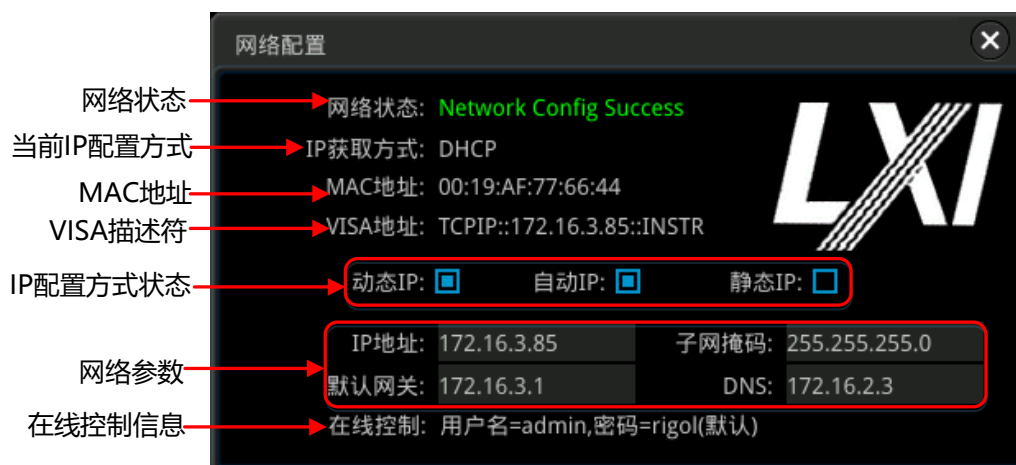 网络配置
网络状态 网络状态: Network Config Success
当前IP配置方式 IP获取方式: DHCP
MAC地址 MAC地址: 00:19:AF:77:66:44
VISA描述符 VISA地址: TCPIP::172.16.3.85::INSTR
LXI
IP配置方式状态 动态IP: 自动IP: 静态IP:
网络参数
IP地址: 172.16.3.85 子网掩码: 255.255.255.0
默认网关: 172.16.3.1 DNS: 172.16.2.3
在线控制信息 在线控制: 用户名=admin,密码=rigol(默认)